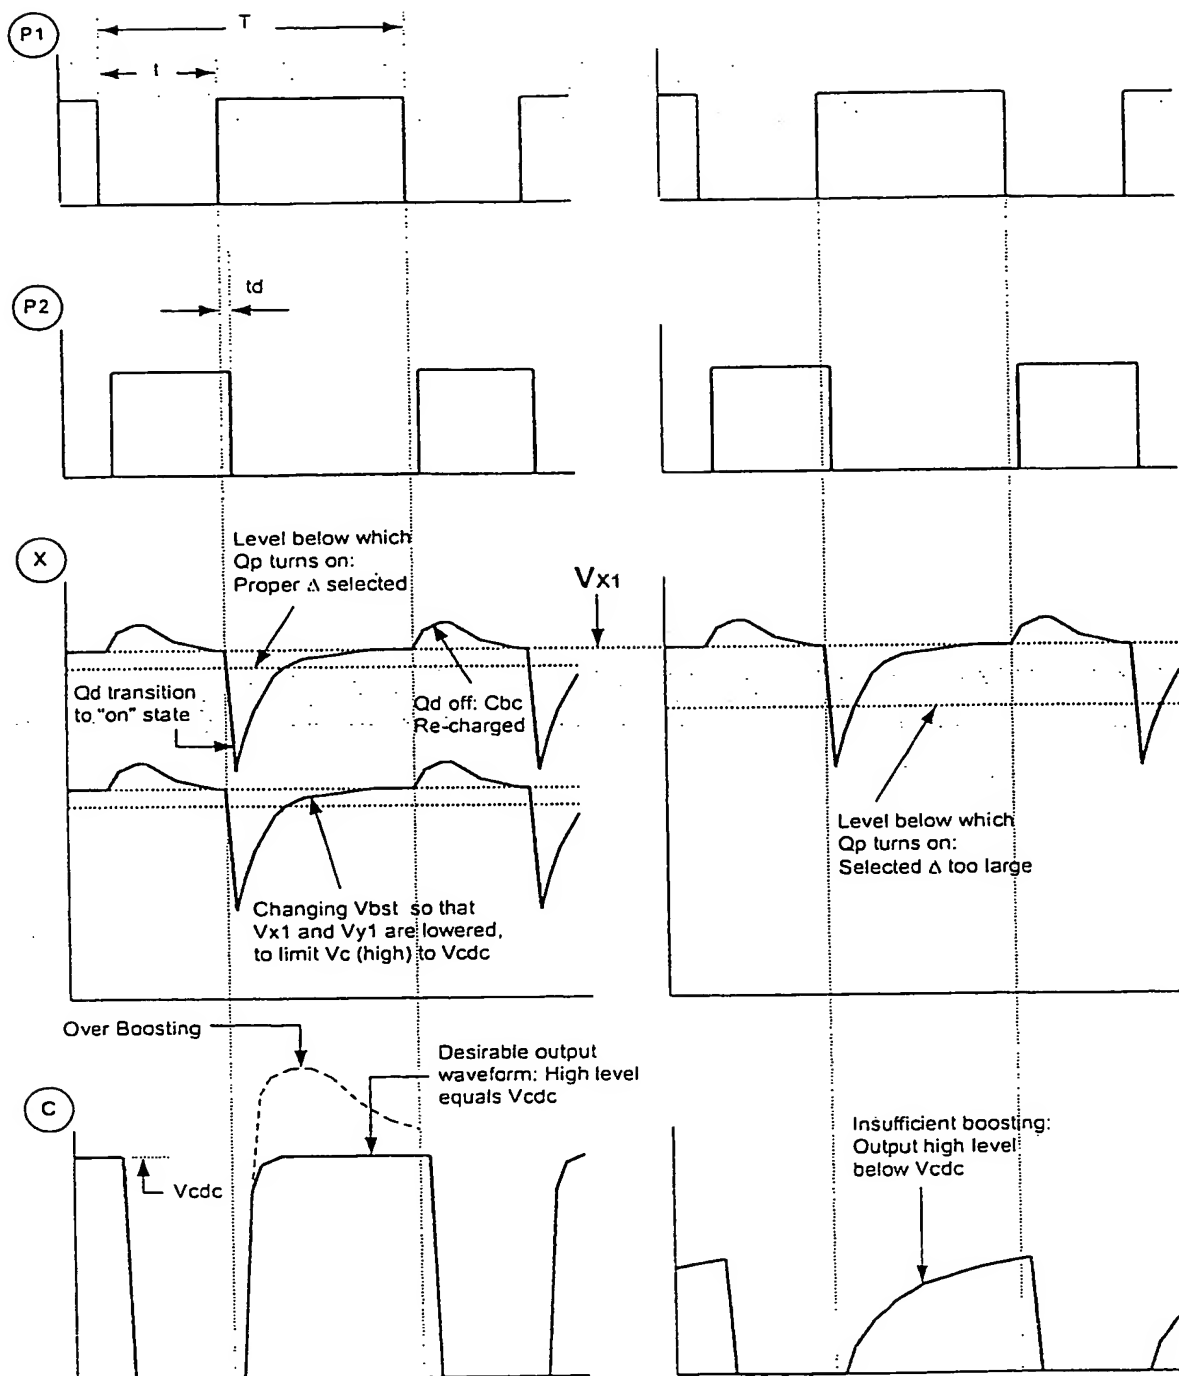 P1
T
t
P2
td
X
Level below which
Qp turns on:
Proper Δ selected
Vx1
Qd transition
to "on" state
Qd off: Cbc
Re-charged
Changing Vbst so that
Vx1 and Vy1 are lowered,
to limit Vc (high) to Vcdc
Level below which
Qp turns on:
Selected Δ too large
Over Boosting
Desirable output
waveform: High level
equals Vcdc
C
Vcdc
Insufficient boosting:
Output high level
below Vcdc